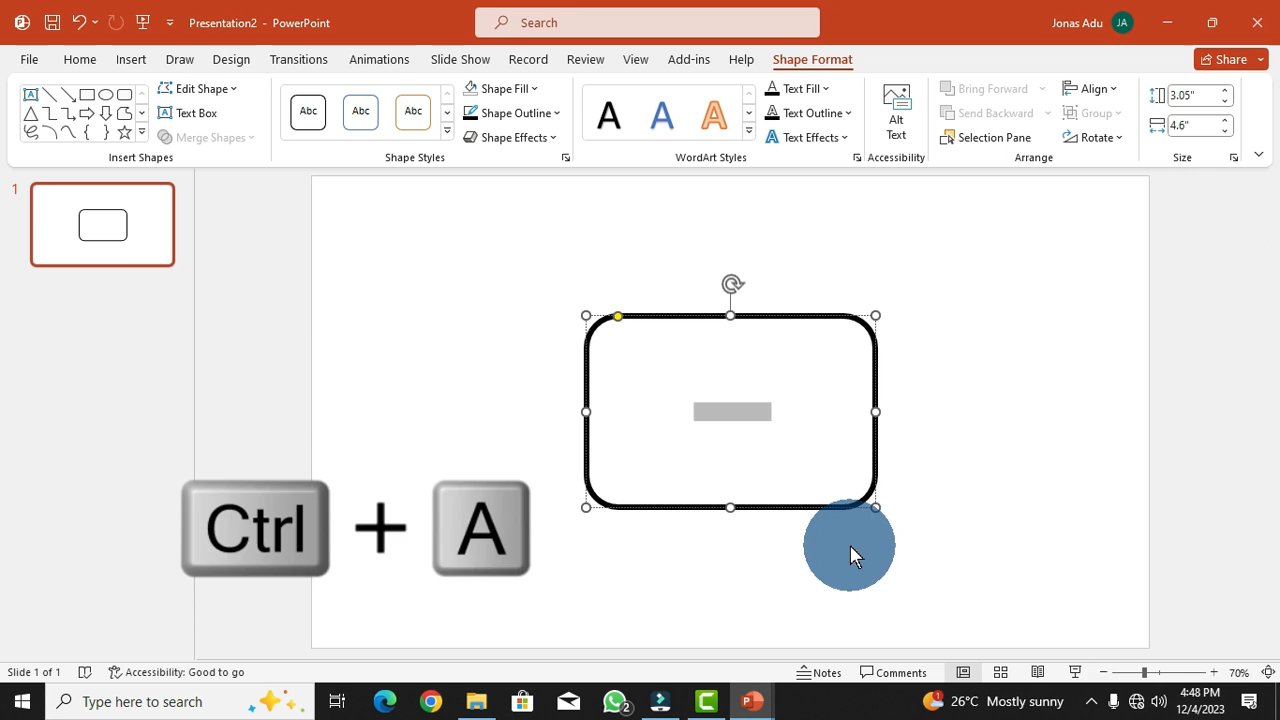 Presentation2 - PowerPoint
Search
Jonas Adu JA
File Home Insert Draw Design Transitions Animations Slide Show Record Review View Add-ins Help Shape Format Share
Edit Shape
Text Box
Merge Shapes
Insert Shapes
Abc Abc Abc
Shape Fill
Shape Outline
Shape Effects
Shape Styles
A A A
Text Fill
Text Outline
Text Effects
WordArt Styles
Alt
Text
Accessibility
Bring Forward
Send Backward
Selection Pane
Align
Group
Rotate
Arrange
3.05"
4.6"
Size
1
Ctrl + A
Slide 1 of 1 Accessibility: Good to go Notes Comments 70%
Type here to search 2 1 26°C Mostly sunny
4:48 PM
12/4/2023